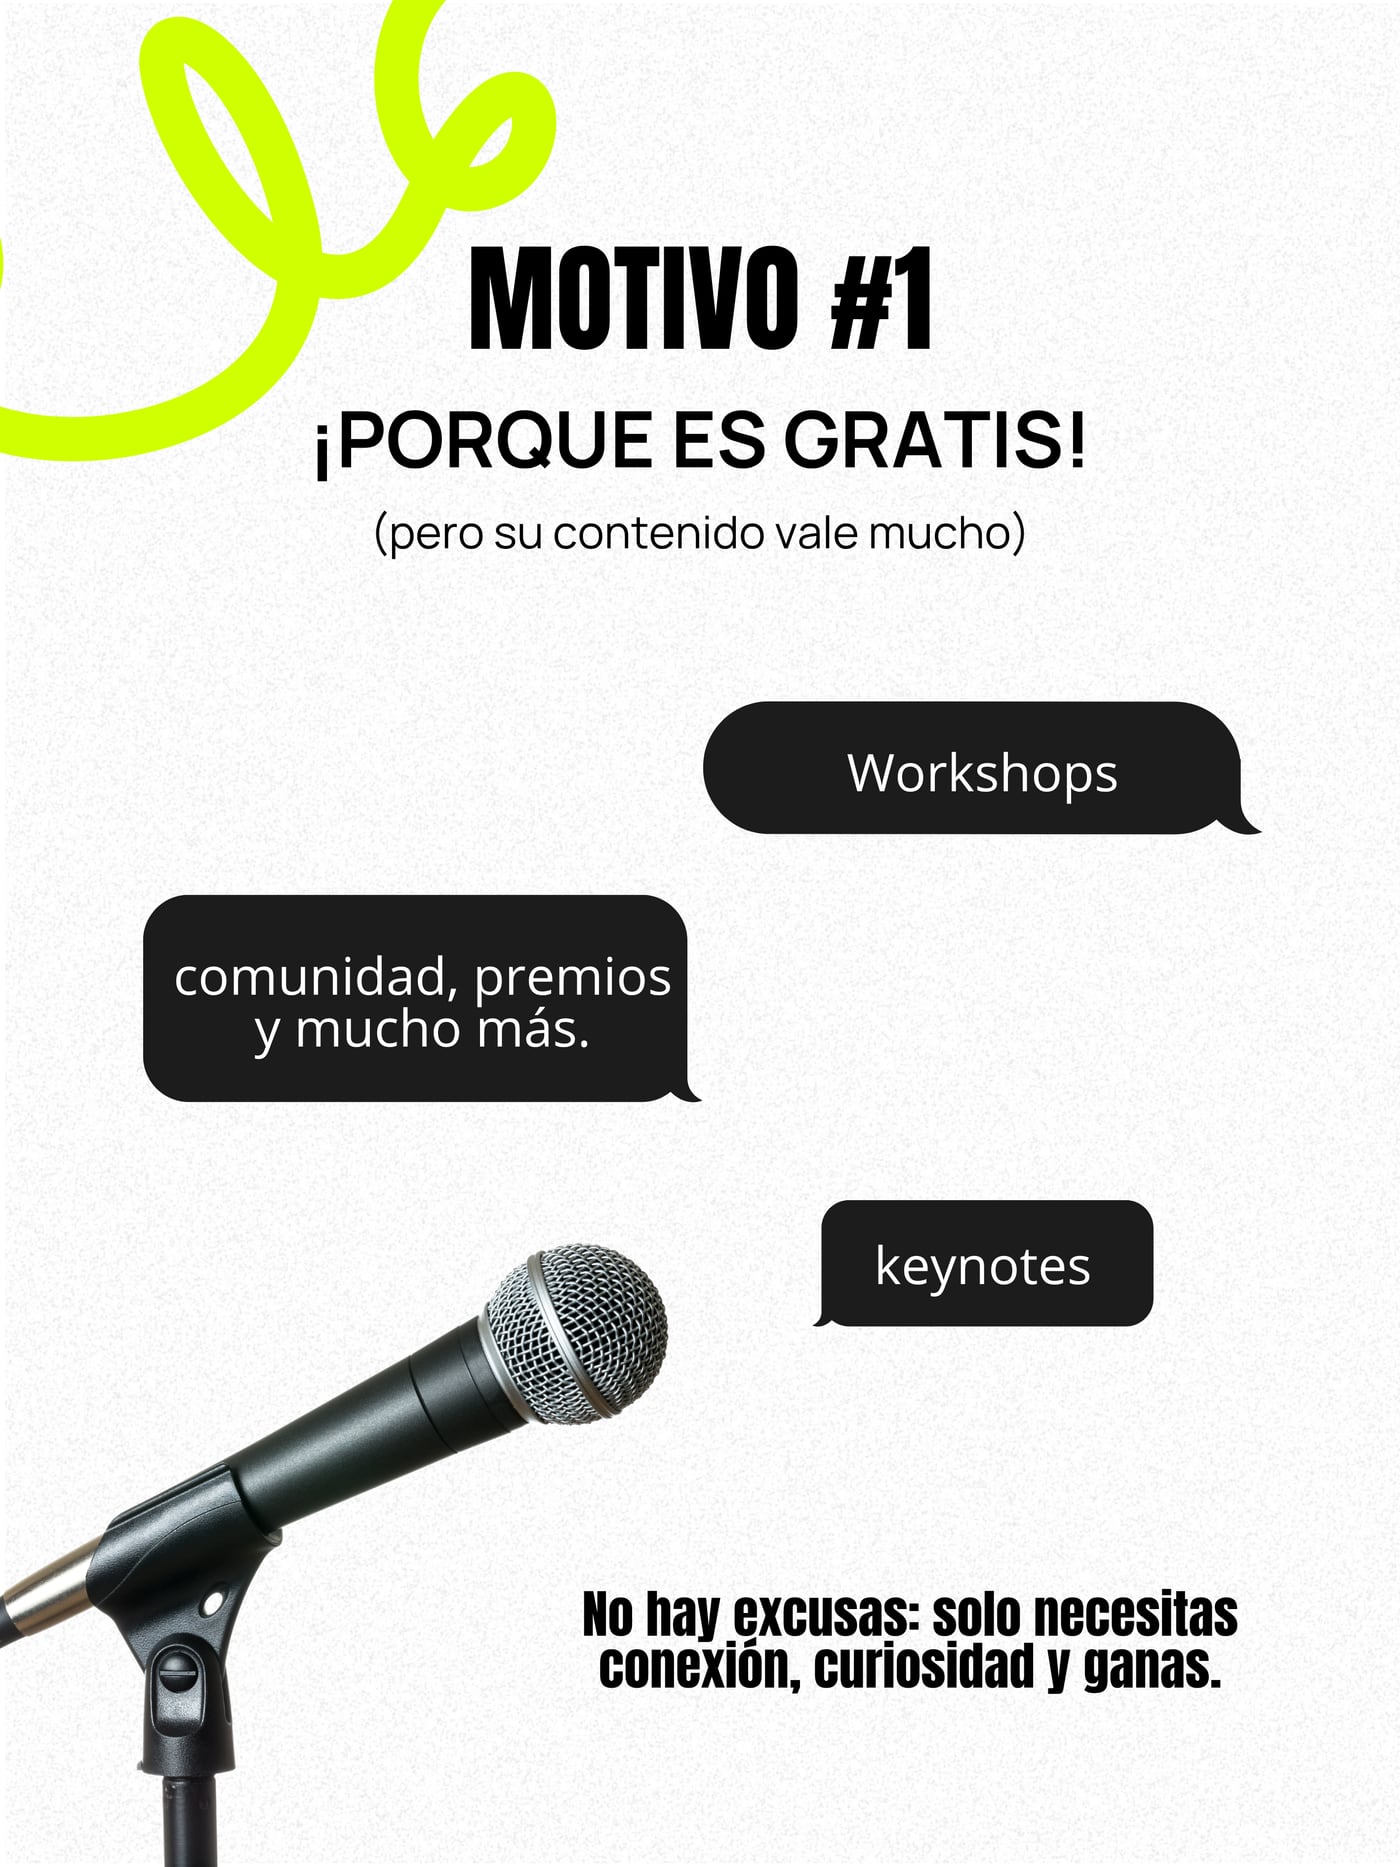 MOTIVO #1
¡PORQUE ES GRATIS!
(pero su contenido vale mucho)
Workshops
comunidad, premios
y mucho más.
keynotes
No hay excusas: solo necesitas
conexión, curiosidad y ganas.